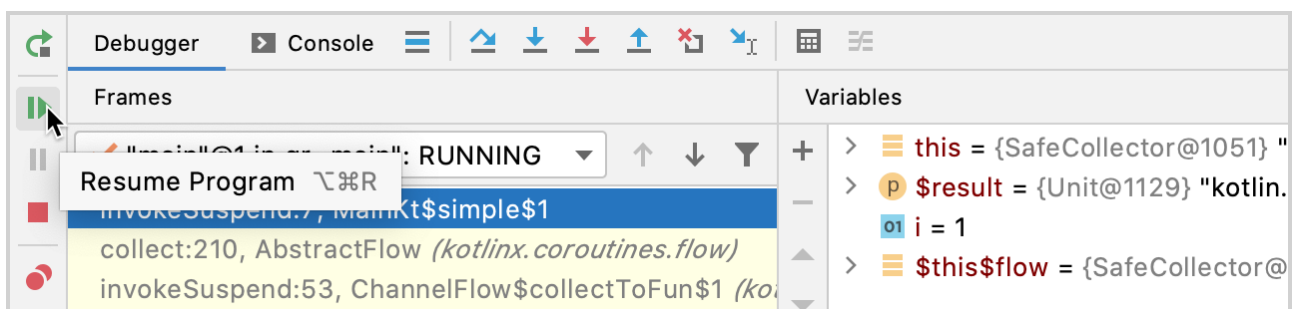 Debugger Console
Frames
Variables
"main"@1 in gr...main": RUNNING
Resume Program ⌥⌘R
invokeSuspend:7, MainKt$simple$1
collect:210, AbstractFlow (kotlinx.coroutines.flow)
invokeSuspend:53, ChannelFlow$collectToFun$1 (ko
this = {SafeCollector@1051} "
p $result = {Unit@1129} "kotlin.
01 i = 1
$this$flow = {SafeCollector@